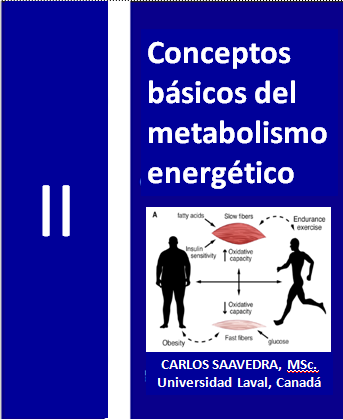 II
Conceptos
básicos del
metabolismo
energético
A
fatty acids
Slow fibers
Endurance
exercise
Insulin
sensitivity
Oxidative
capacity
Oxidative
capacity
Obesity
Fast fibers
glucose
CARLOS SAAVEDRA, MSc.
Universidad Laval, Canadá